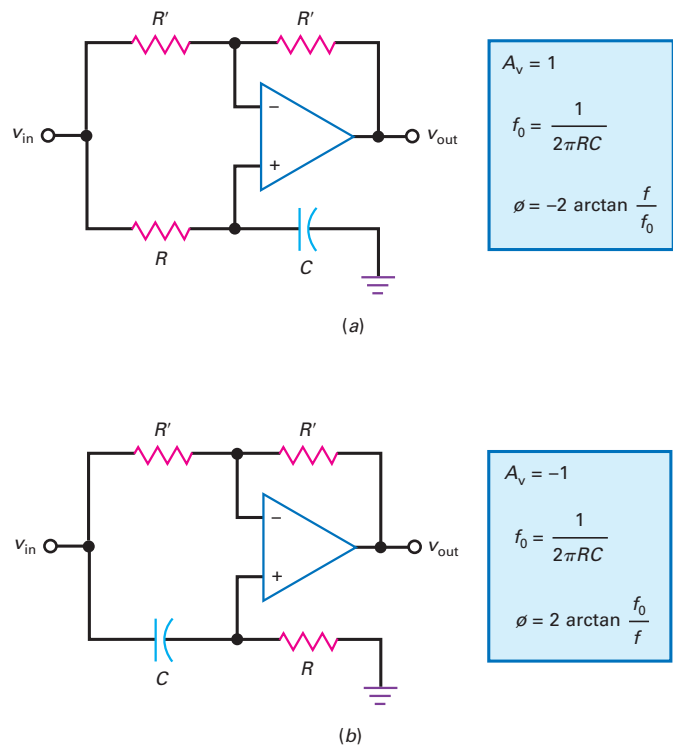 R' R'
A_v = 1
f_0 = 1 / 2πRC
ø = −2 arctan f / f_0
v_in
−
+
v_out
R C
(a)
R' R'
A_v = −1
f_0 = 1 / 2πRC
ø = 2 arctan f_0 / f
v_in
−
+
v_out
C R
(b)